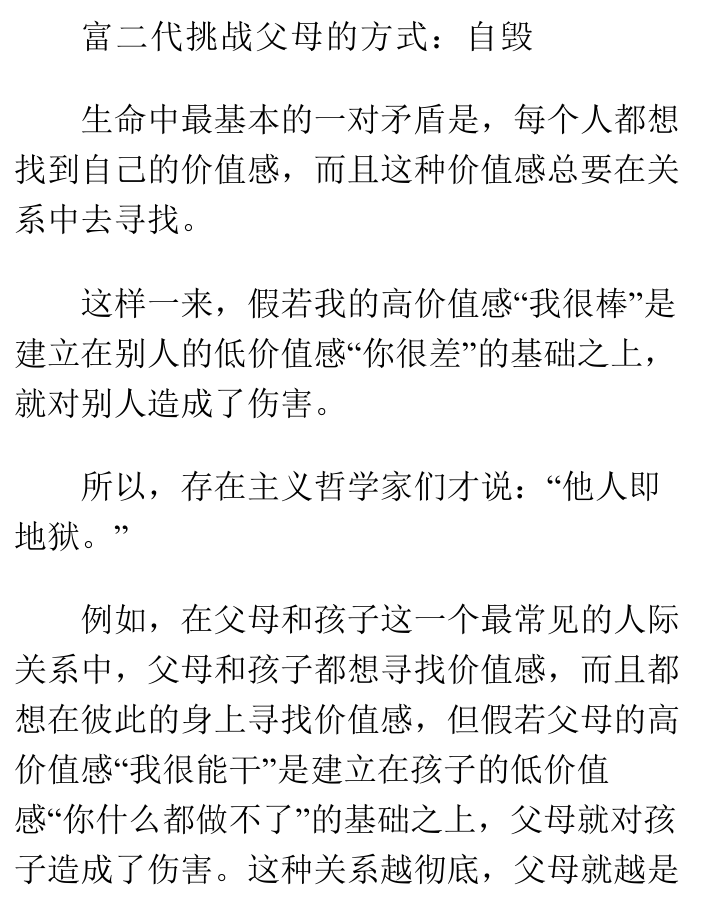 富二代挑战父母的方式：自毁
生命中最基本的一对矛盾是，每个人都想
找到自己的价值感，而且这种价值感总要在关
系中去寻找。
这样一来，假若我的高价值感“我很棒”是
建立在别人的低价值感“你很差”的基础之上，
就对别人造成了伤害。
所以，存在主义哲学家们才说：“他人即
地狱。”
例如，在父母和孩子这一个最常见的人际
关系中，父母和孩子都想寻找价值感，而且都
想在彼此的身上寻找价值感，但假若父母的高
价值感“我很能干”是建立在孩子的低价值
感“你什么都做不了”的基础之上，父母就对孩
子造成了伤害。这种关系越彻底，父母就越是